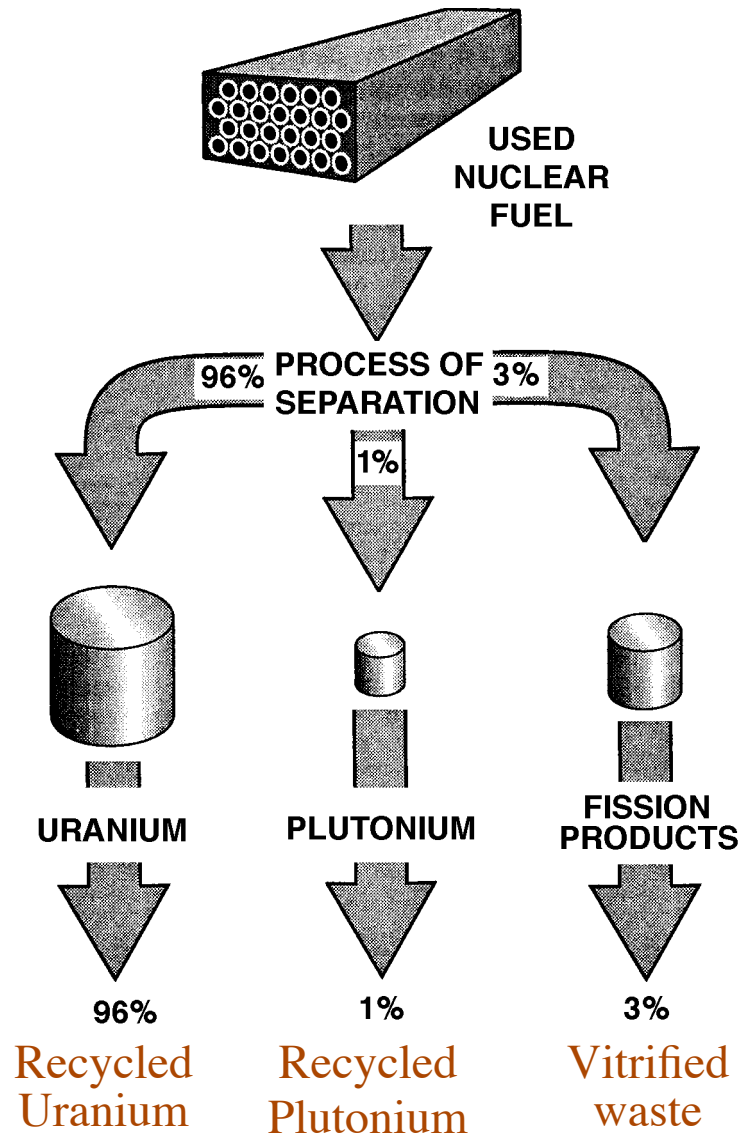 USED
NUCLEAR
FUEL
96%
PROCESS OF
SEPARATION
3%
1%
URANIUM
PLUTONIUM
FISSION
PRODUCTS
96%
1%
3%
Recycled
Uranium
Recycled
Plutonium
Vitrified
waste